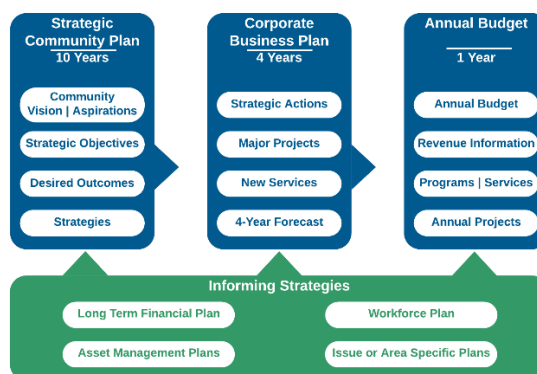 Strategic
Community Plan
10 Years
Community
Vision | Aspirations
Strategic Objectives
Desired Outcomes
Strategies
Corporate
Business Plan
4 Years
Strategic Actions
Major Projects
New Services
4-Year Forecast
Annual Budget
1 Year
Annual Budget
Revenue Information
Programs | Services
Annual Projects
Informing Strategies
Long Term Financial Plan
Workforce Plan
Asset Management Plans
Issue or Area Specific Plans